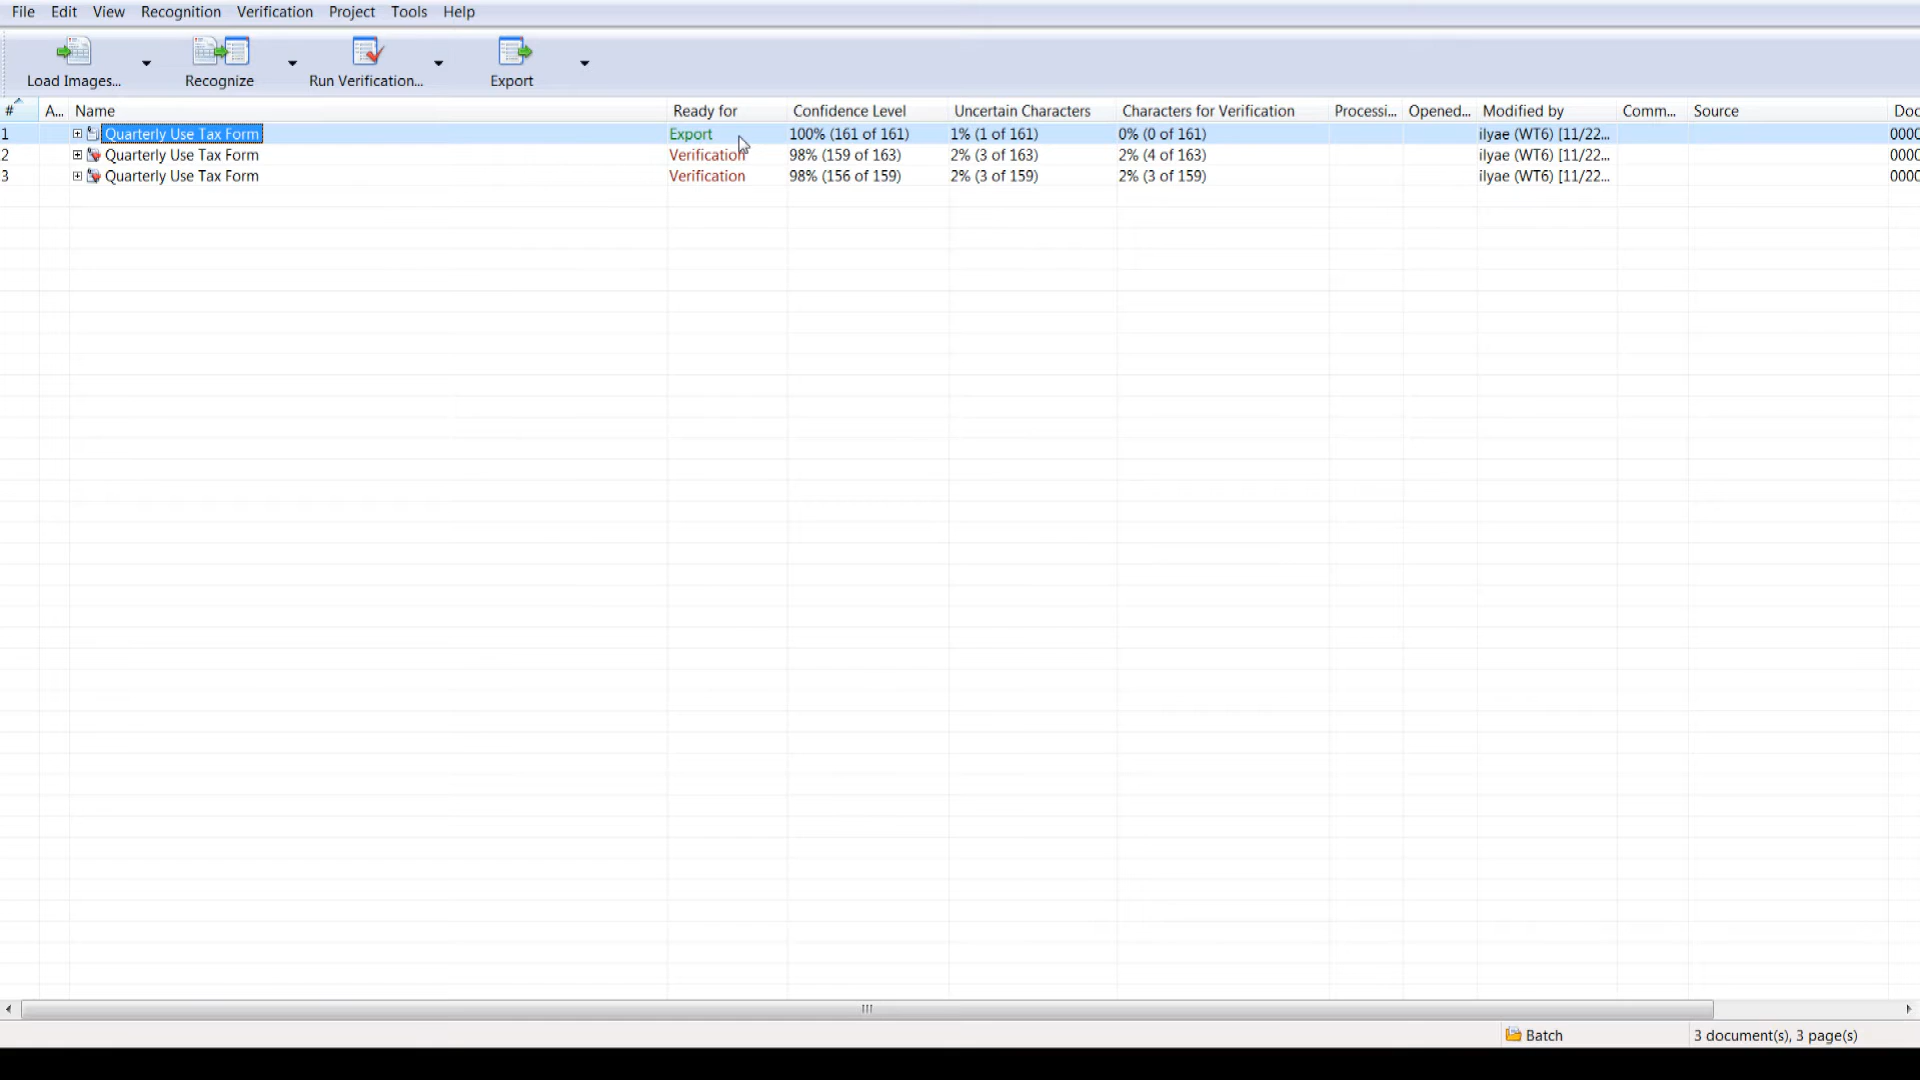 File Edit View Recognition Verification Project Tools Help
Load Images... Recognize Run Verification... Export
# A... Name Ready for Confidence Level Uncertain Characters Characters for Verification Processi... Opened... Modified by Comm... Source Doc
1 Quarterly Use Tax Form Export 100% (161 of 161) 1% (1 of 161) 0% (0 of 161) ilyae (WT6) [11/22... 0000
2 Quarterly Use Tax Form Verification 98% (159 of 163) 2% (3 of 163) 2% (4 of 163) ilyae (WT6) [11/22... 0000
3 Quarterly Use Tax Form Verification 98% (156 of 159) 2% (3 of 159) 2% (3 of 159) ilyae (WT6) [11/22... 0000
Batch 3 document(s), 3 page(s)